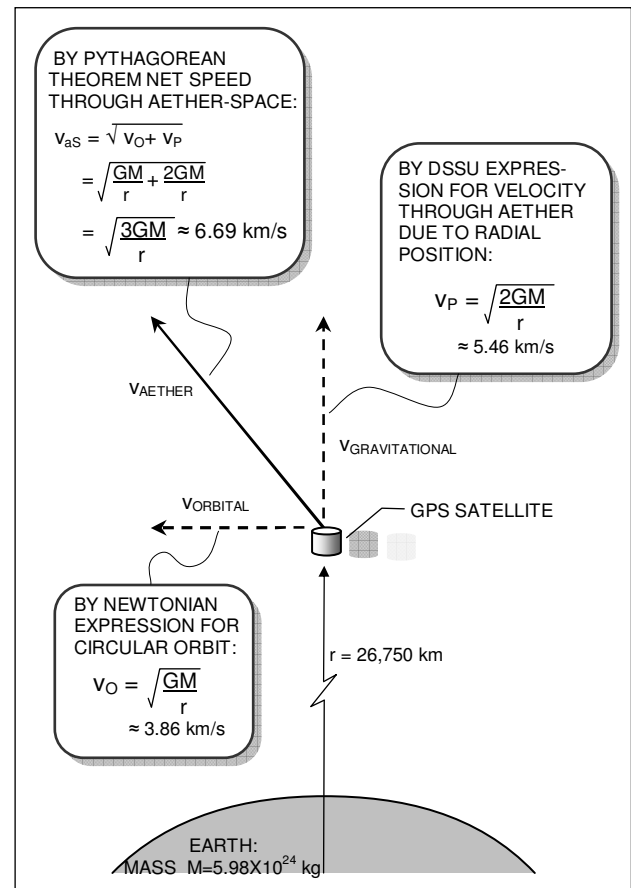 BY PYTHAGOREAN
THEOREM NET SPEED
THROUGH AETHER-SPACE:
vaS = √vO+ vP
= √GM/r + 2GM/r
= √3GM/r ≈ 6.69 km/s
BY DSSU EXPRES-
SION FOR VELOCITY
THROUGH AETHER
DUE TO RADIAL
POSITION:
vP = √2GM/r
≈ 5.46 km/s
VAETHER
VGRAVITATIONAL
VORBITAL
GPS SATELLITE
BY NEWTONIAN
EXPRESSION FOR
CIRCULAR ORBIT:
vO = √GM/r
≈ 3.86 km/s
r = 26,750 km
EARTH:
MASS M=5.98X10²⁴ kg